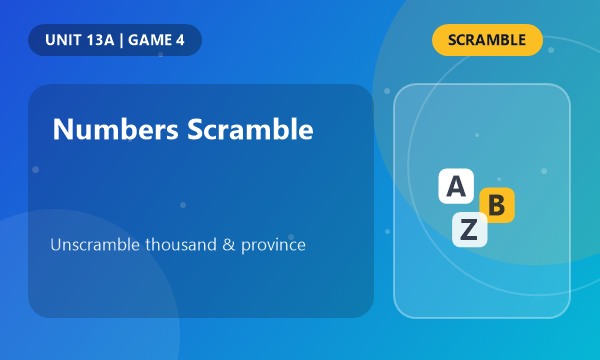 UNIT 13A | GAME 4
SCRAMBLE
Numbers Scramble
Unscramble thousand & province
A
B
Z